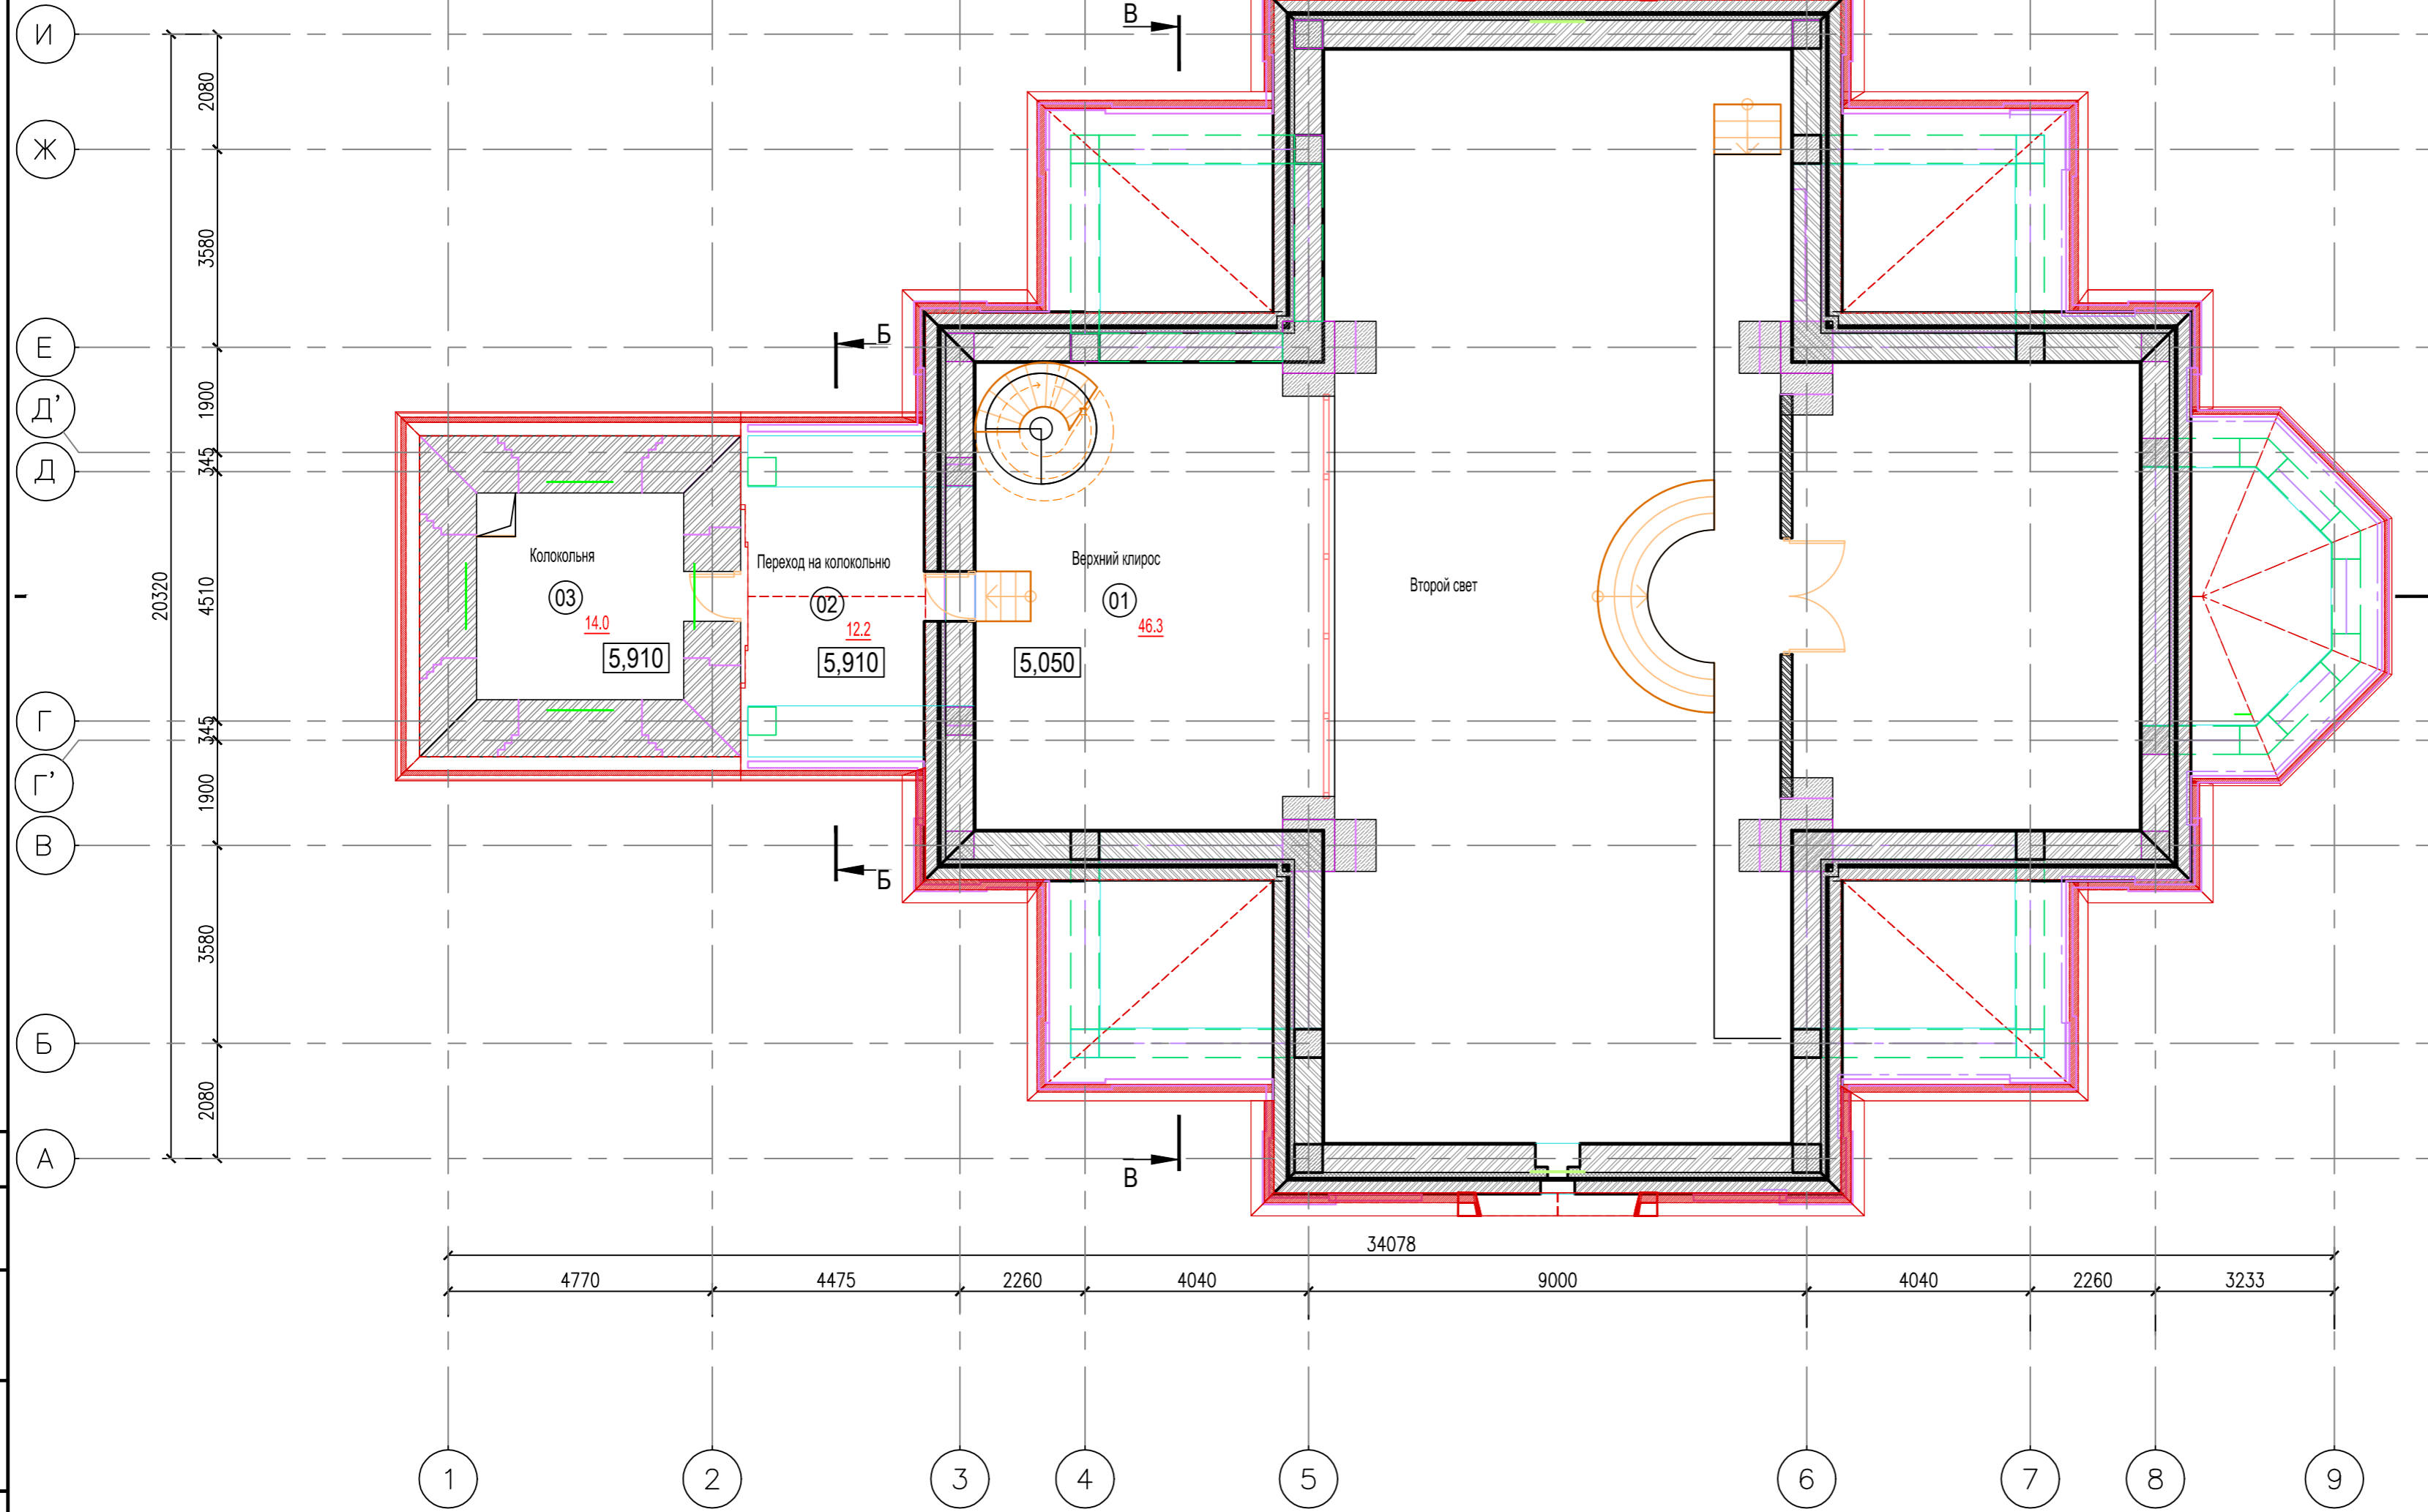 В
И
2080
Ж
3580
Е
Б
Д'
1900
345
Д
Колокольня
Переход на колокольню
Верхний клирос
Второй свет
03
02
01
14.0
12.2
46.3
5,910
5,910
5,050
20320
4510
Г
345
Г'
1900
В
Б
3580
Б
2080
А
В
34078
4770
4475
2260
4040
9000
4040
2260
3233
1
2
3
4
5
6
7
8
9